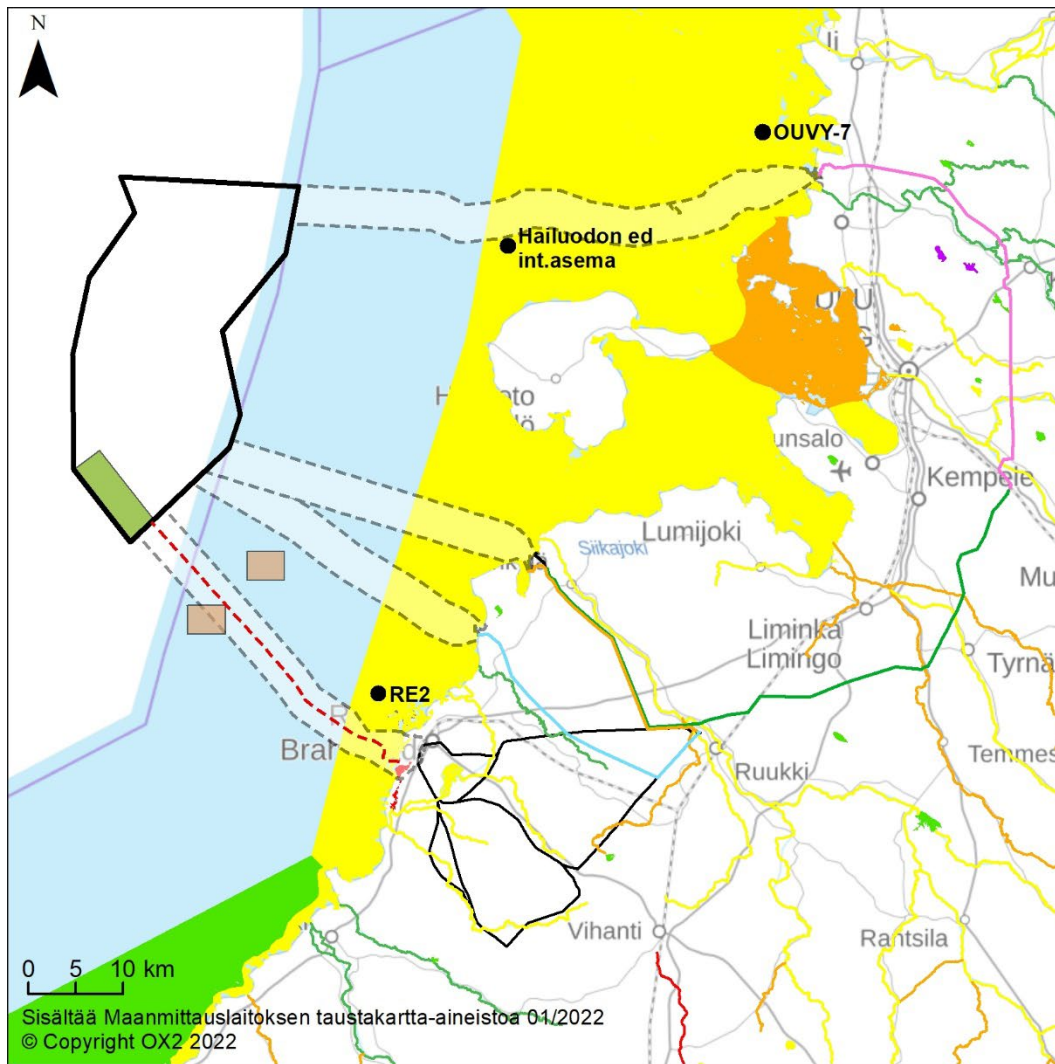 N
Ii
OUVY-7
Hailuodon ed
int.asema
Kempele
Lumijoki
Siikajoki
Liminka
Limingo
Tyrnä
RE2
Ruukki
Temmes
Vihanti
Rantsila
0 5 10 km
Sisältää Maanmittauslaitoksen taustakartta-aineistoa 01/2022
© Copyright OX2 2022